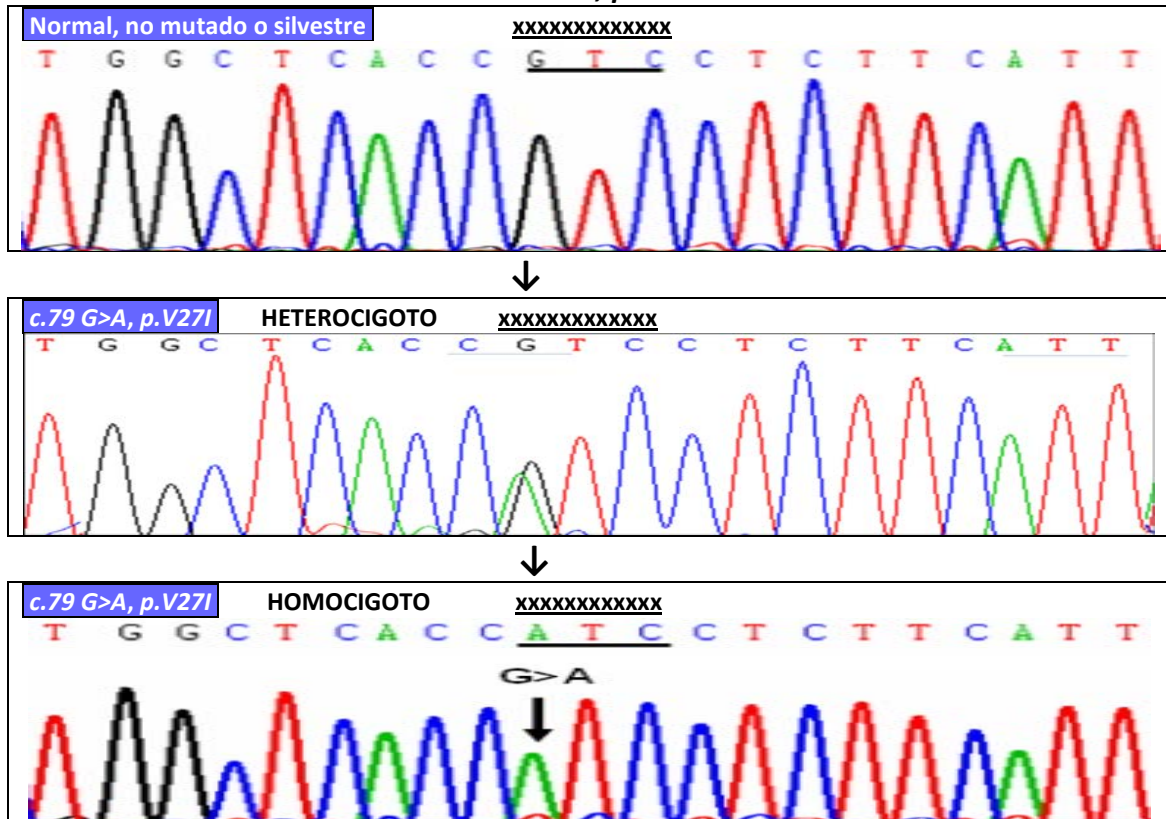 Normal, no mutado o silvestre xxxxxxxxxxxxx
T G G C T C A C C G T C C T C T T C A T T
↓
c.79 G>A, p.V27I HETEROCIGOTO xxxxxxxxxxxxx
T G G C T C A C C G T C C T C T T C A T T
↓
c.79 G>A, p.V27I HOMOCIGOTO xxxxxxxxxxxx
T G G C T C A C C A T C C T C T T C A T T
G>A